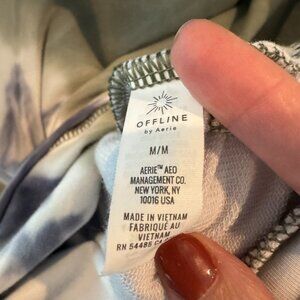 OFFLINE
by Aerie
M/M
AERIE™ AEO
MANAGEMENT CO.
NEW YORK, NY
10016 USA
MADE IN VIETNAM
FABRIQUÉ AU
VIETNAM
RN 54485 CA